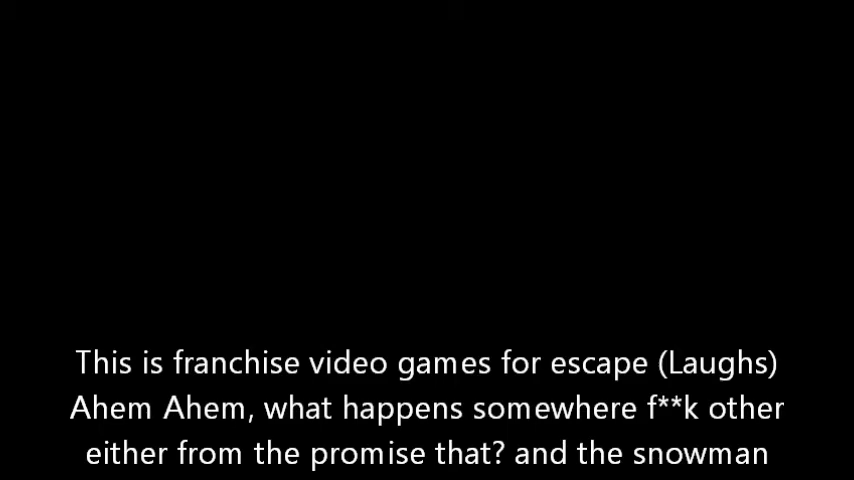 This is franchise video games for escape (Laughs)
Ahem Ahem, what happens somewhere f**k other
either from the promise that? and the snowman